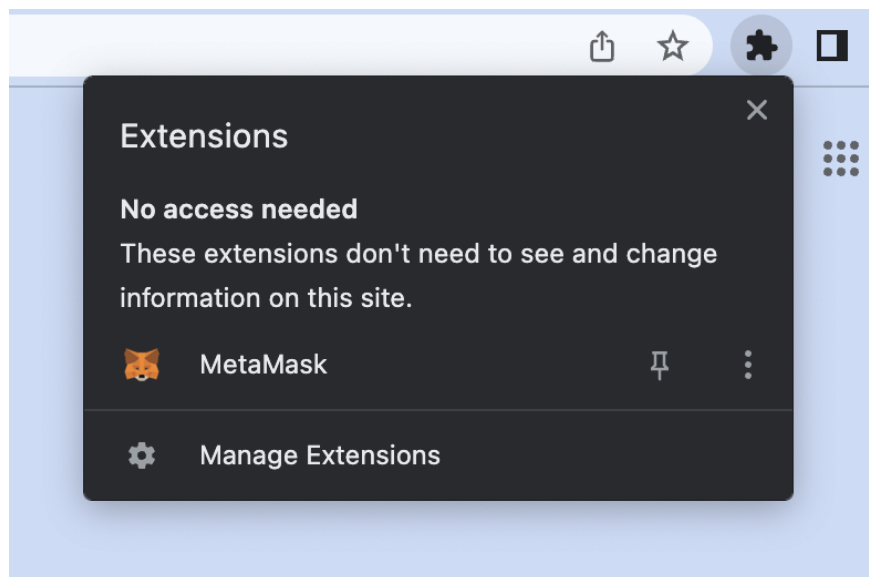 Extensions
No access needed
These extensions don't need to see and change
information on this site.
MetaMask
Manage Extensions